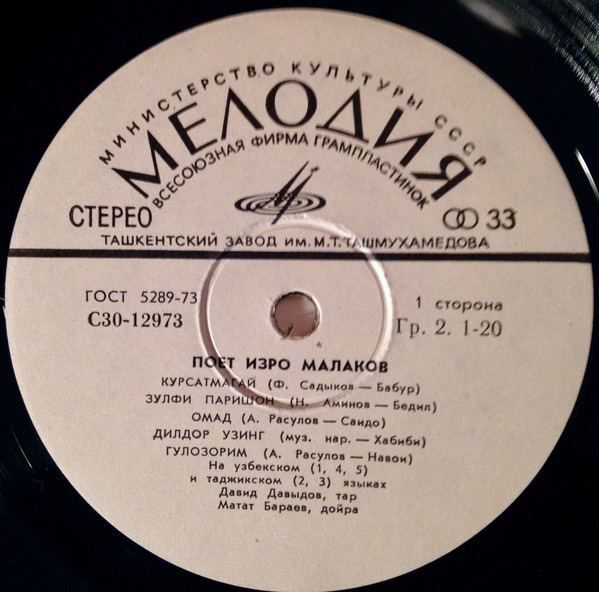 МИНИСТЕРСТВО КУЛЬТУРЫ СССР
МЕЛОДИЯ
ВСЕСОЮЗНАЯ ФИРМА ГРАМПЛАСТИНОК
СТЕРЕО 33
ТАШКЕНТСКИЙ ЗАВОД ИМ. М.Т. ТАШМУХАМЕДОВА
ГОСТ 5289-73 1 сторона
С30-12973 Гр. 2. 1-20
ПОЕТ ИЗРО МАЛАКОВ
КУРСАТМАГАЙ (Ф. Садыков — Бабур)
ЗУЛФИ ПАРИШОН (Н. Аминов — Бедил)
ОМАД (А. Расулов — Саидо)
ДИЛДОР УЗИНГ (муз. нар. — Хабиби)
ГУЛОЗОРИМ (А. Расулов — Навои)
На узбекском (1, 4, 5)
и таджикском (2, 3) языках
Давид Давыдов, тар
Матат Бараев, дойра